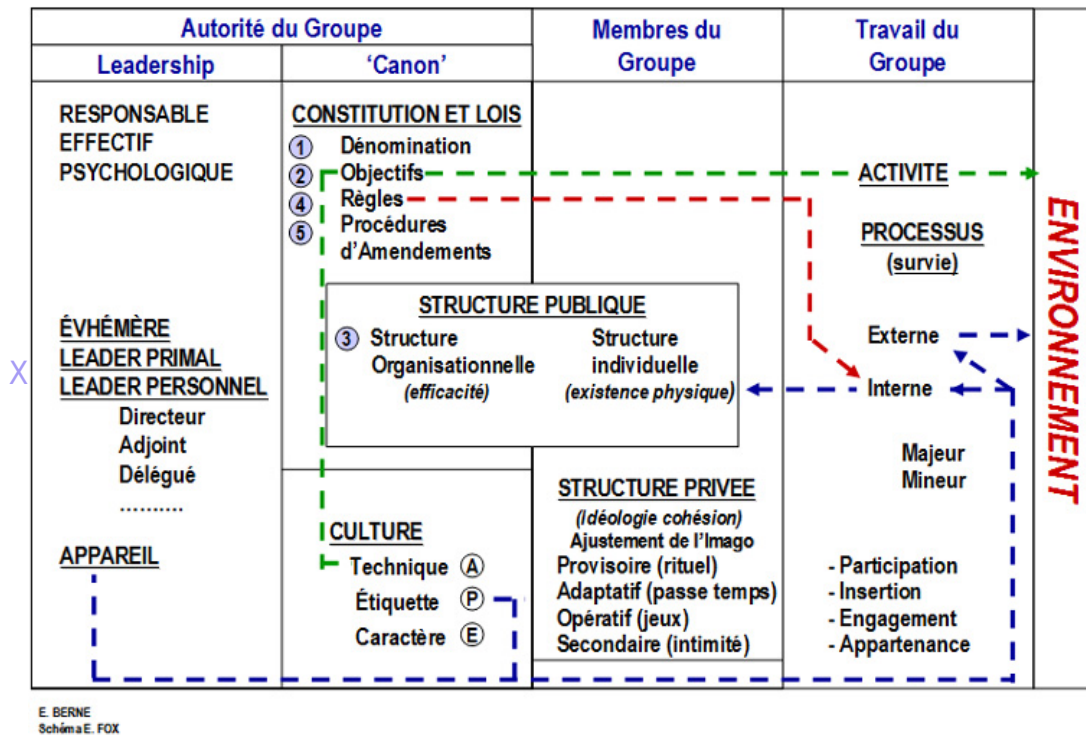 Autorité du Groupe
Membres du
Groupe
Travail du
Groupe
Leadership
‘Canon’
RESPONSABLE
EFFECTIF
PSYCHOLOGIQUE
ÉVHÉMÈRE
LEADER PRIMAL
LEADER PERSONNEL
Directeur
Adjoint
Délégué
..........
APPAREIL
X
CONSTITUTION ET LOIS
1 Dénomination
2 Objectifs
4 Règles
5 Procédures
d’Amendements
STRUCTURE PUBLIQUE
3 Structure
Organisationnelle
(efficacité)
Structure
individuelle
(existence physique)
CULTURE
Technique A
Étiquette P
Caractère E
STRUCTURE PRIVEE
(Idéologie cohésion)
Ajustement de l’Imago
Provisoire (rituel)
Adaptatif (passe temps)
Opératif (jeux)
Secondaire (intimité)
ACTIVITE
PROCESSUS
(survie)
Externe
Interne
Majeur
Mineur
- Participation
- Insertion
- Engagement
- Appartenance
ENVIRONNEMENT
E. BERNE
Schéma E. FOX